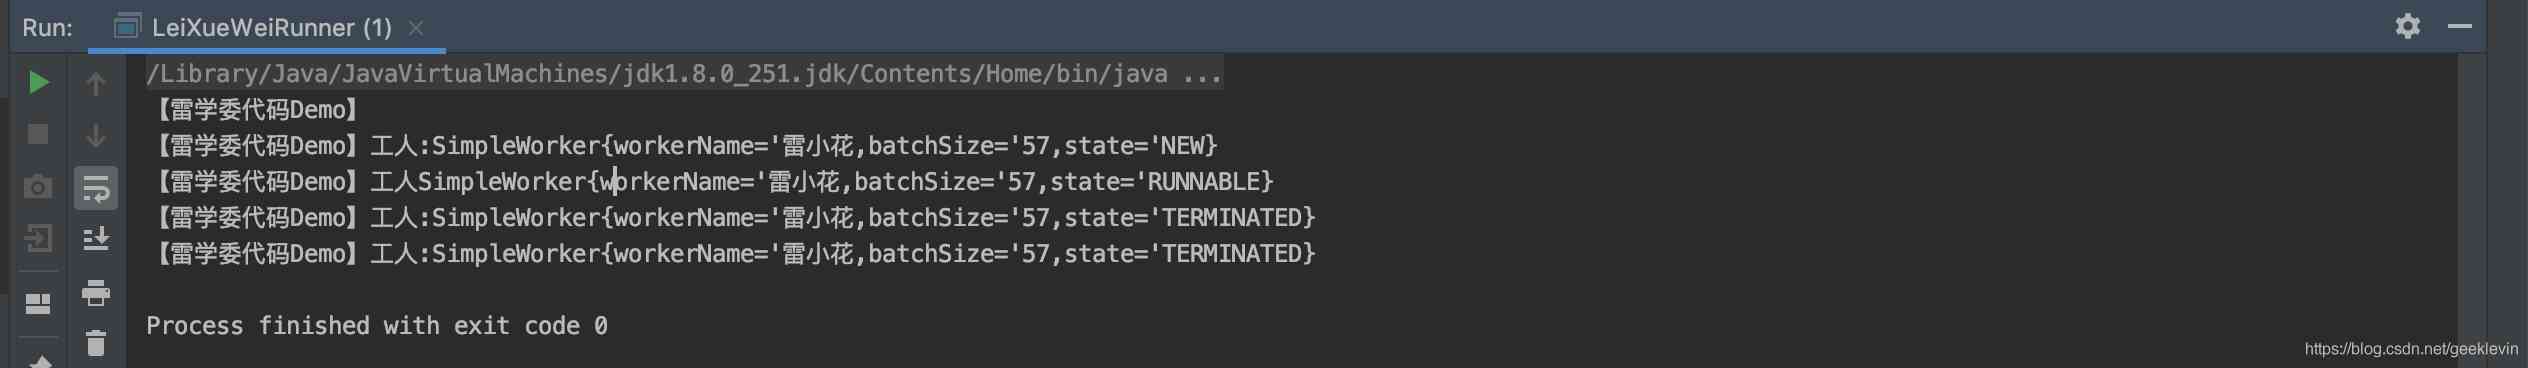 Run: LeiXueWeiRunner (1)
/Library/Java/JavaVirtualMachines/jdk1.8.0_251.jdk/Contents/Home/bin/java ...
【雷学委代码Demo】
【雷学委代码Demo】工人:SimpleWorker{workerName='雷小花,batchSize='57,state='NEW}
【雷学委代码Demo】工人SimpleWorker{workerName='雷小花,batchSize='57,state='RUNNABLE}
【雷学委代码Demo】工人:SimpleWorker{workerName='雷小花,batchSize='57,state='TERMINATED}
【雷学委代码Demo】工人:SimpleWorker{workerName='雷小花,batchSize='57,state='TERMINATED}
Process finished with exit code 0
https://blog.csdn.net/geeklevin